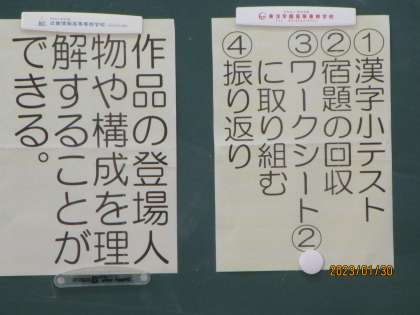 ①漢字小テスト
②宿題の回収
③ワークシート②
に取り組む
④振り返り
作品の登場人
物や構成を理
解することが
できる。
2023/01/30